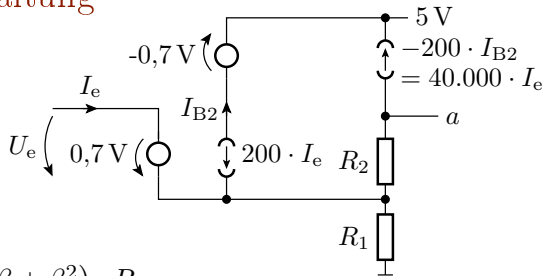 5 V
-0,7 V
−200 · I_B2
= 40.000 · I_e
I_e
I_B2
a
U_e
0,7 V
200 · I_e
R_2
R_1